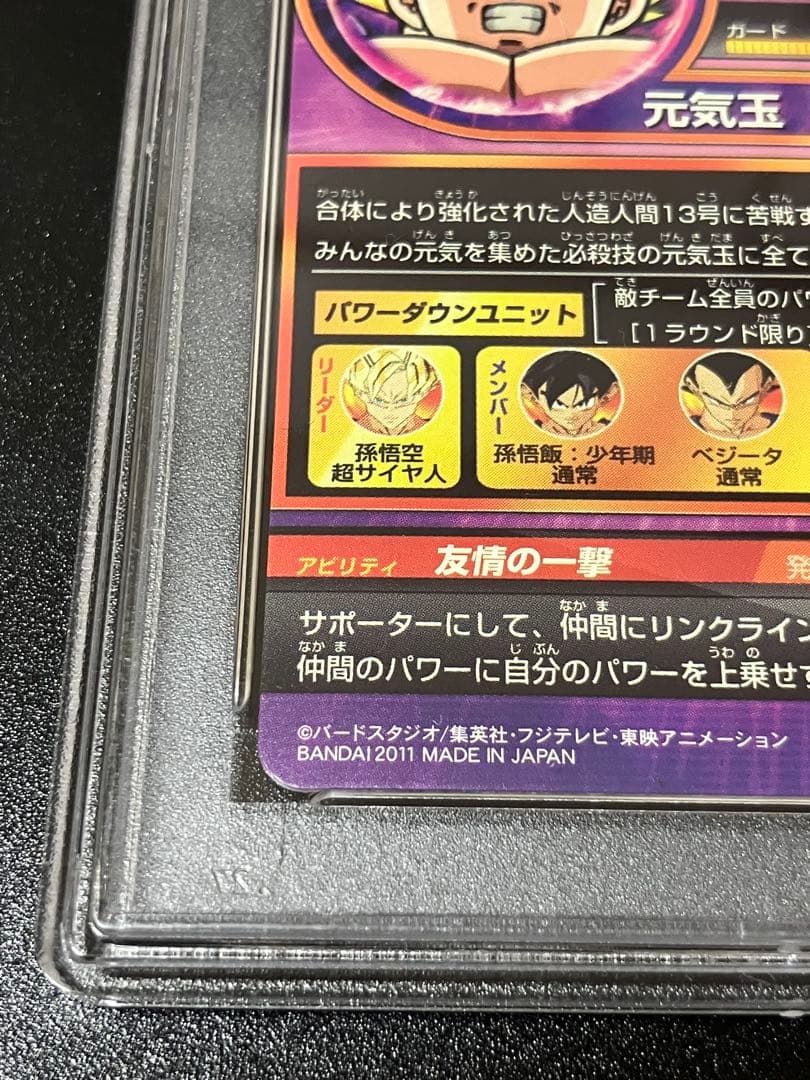 ガード
元気玉
合体により強化された人造人間13号に苦戦す
みんなの元気を集めた必殺技の元気玉に全て
パワーダウンユニット
敵チーム全員のパワ
[1ラウンド限り
リーダー
孫悟空
超サイヤ人
メンバー
孫悟飯：少年期
通常
ベジータ
通常
アビリティ 友情の一撃 発
サポーターにして、仲間にリンクライン
仲間のパワーに自分のパワーを上乗せす
©バードスタジオ/集英社・フジテレビ・東映アニメーション
BANDAI 2011 MADE IN JAPAN